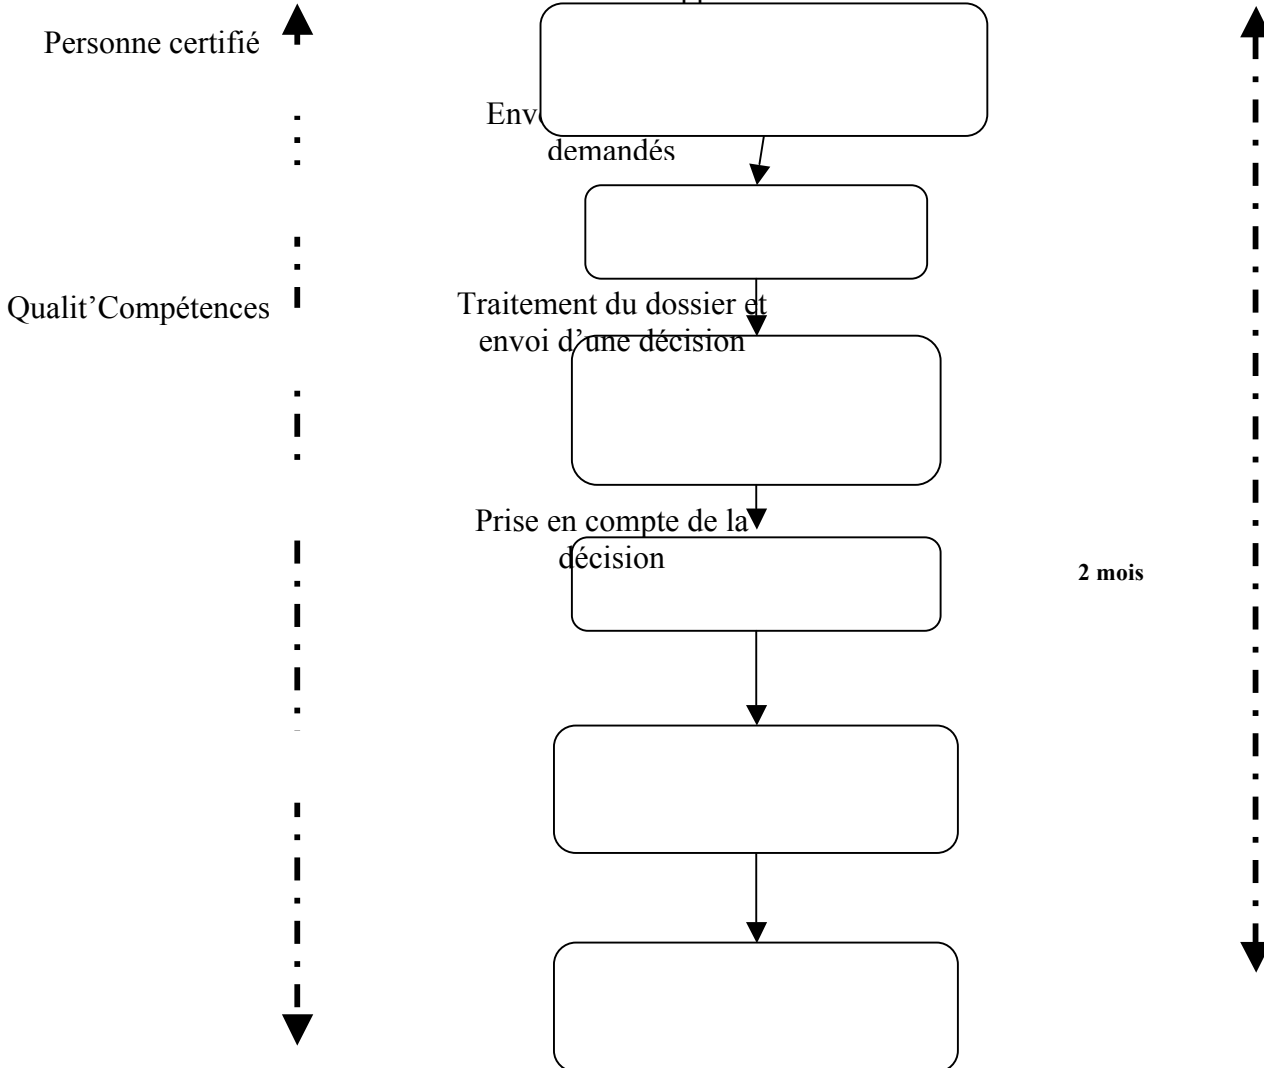 Personne certifié
demandés
Qualit’Compétences
Traitement du dossier et
envoi d’une décision
Prise en compte de la
décision
2 mois